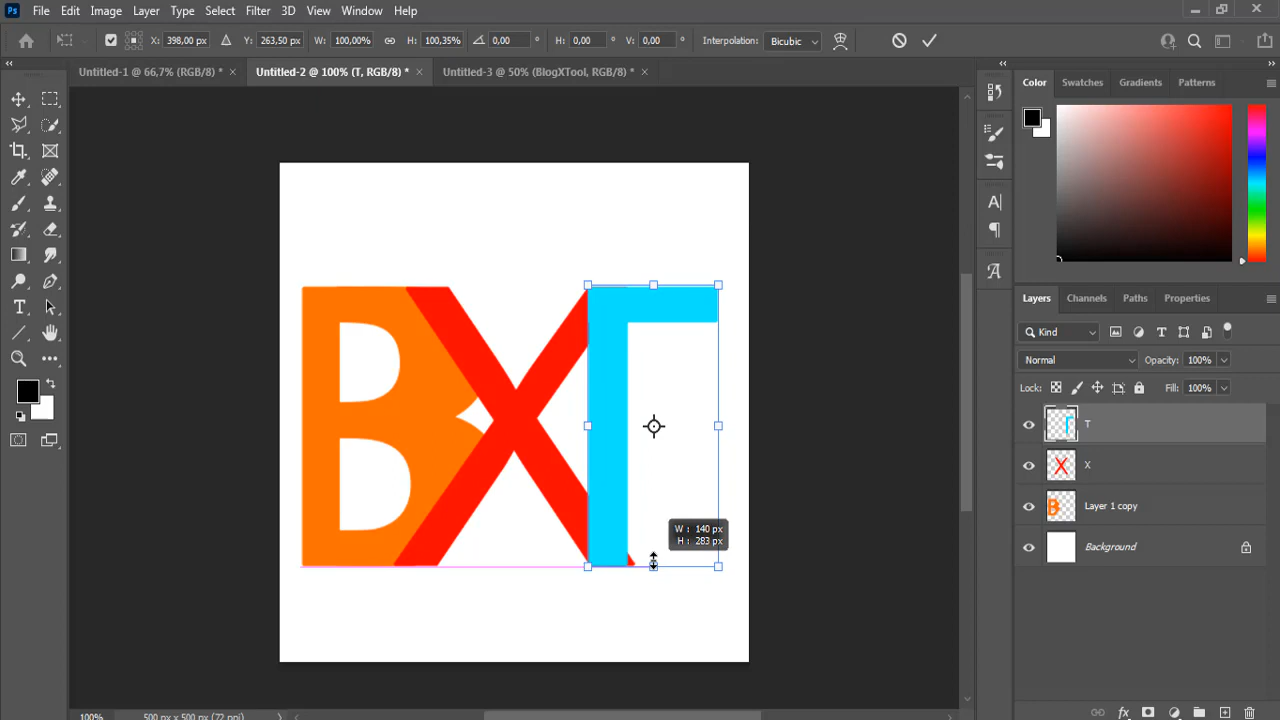 Ps File Edit Image Layer Type Select Filter 3D View Window Help
X: 398,00 px Y: 263,50 px W: 100,00% H: 100,35% 0,00 ° H: 0,00 ° V: 0,00 ° Interpolation: Bicubic
Untitled-1 @ 66,7% (RGB/8) * × Untitled-2 @ 100% (T, RGB/8) * × Untitled-3 @ 50% (BlogXTool, RGB/8) * ×
Color Swatches Gradients Patterns
BXT
W : 140 px
H : 283 px
Layers Channels Paths Properties
Kind
Normal Opacity: 100%
Lock: Fill: 100%
T
X
Layer 1 copy
Background
100% 500 px x 500 px (72 ppi)